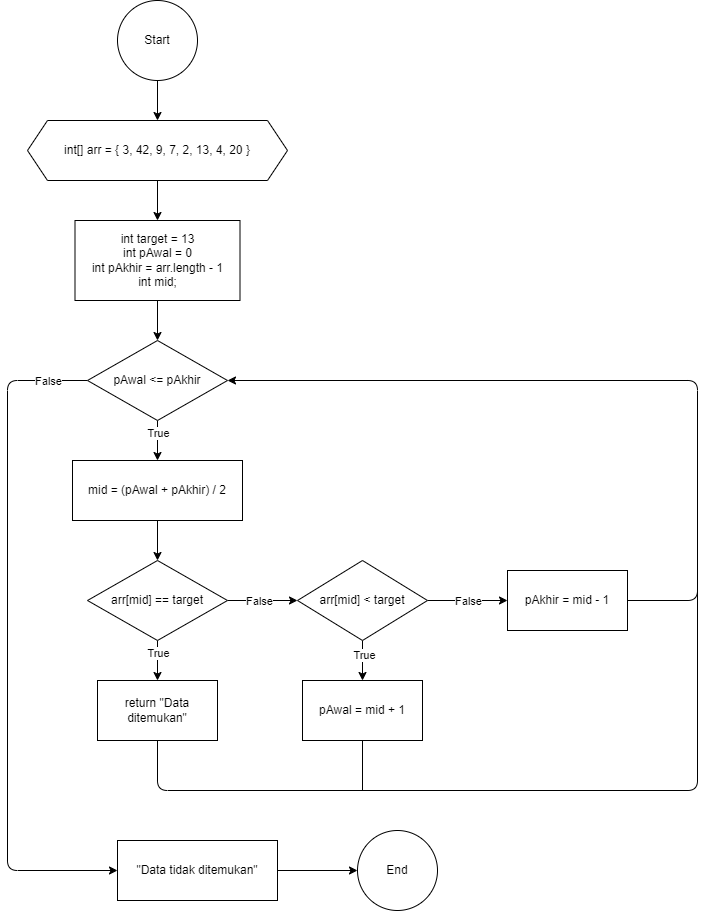 Start
int[] arr = { 3, 42, 9, 7, 2, 13, 4, 20 }
int target = 13
int pAwal = 0
int pAkhir = arr.length - 1
int mid;
pAwal <= pAkhir
False
True
mid = (pAwal + pAkhir) / 2
arr[mid] == target
False
arr[mid] < target
False
pAkhir = mid - 1
True
True
return "Data
ditemukan"
pAwal = mid + 1
"Data tidak ditemukan"
End